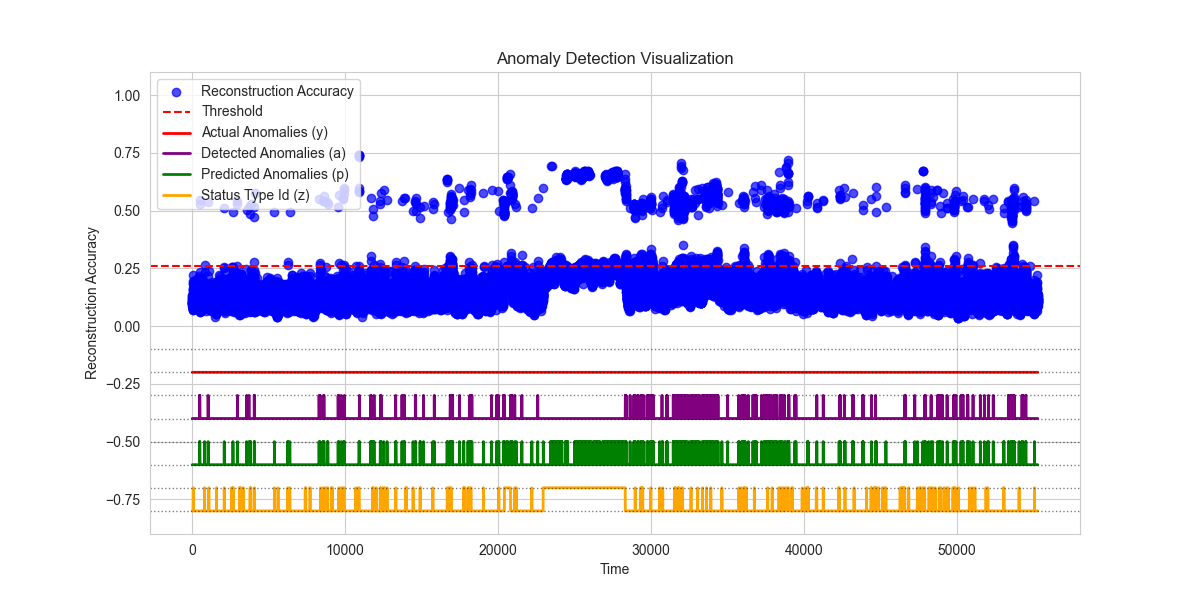 Anomaly Detection Visualization
Reconstruction Accuracy
Threshold
Actual Anomalies (y)
Detected Anomalies (a)
Predicted Anomalies (p)
Status Type Id (z)
Reconstruction Accuracy
1.00
0.75
0.50
0.25
0.00
−0.25
−0.50
−0.75
0
10000
20000
30000
40000
50000
Time